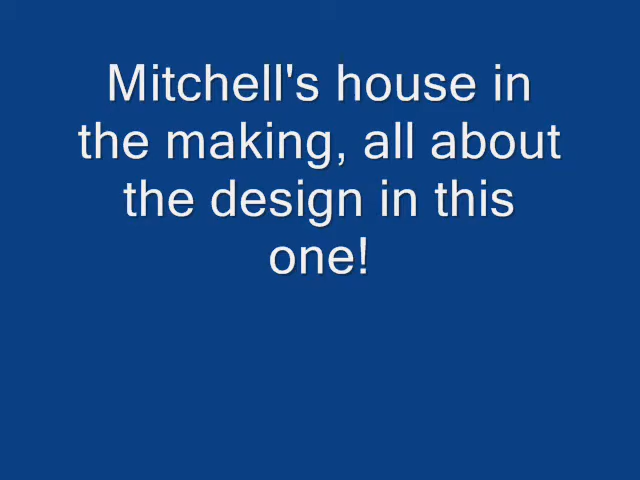 Mitchell's house in
the making, all about
the design in this
one!